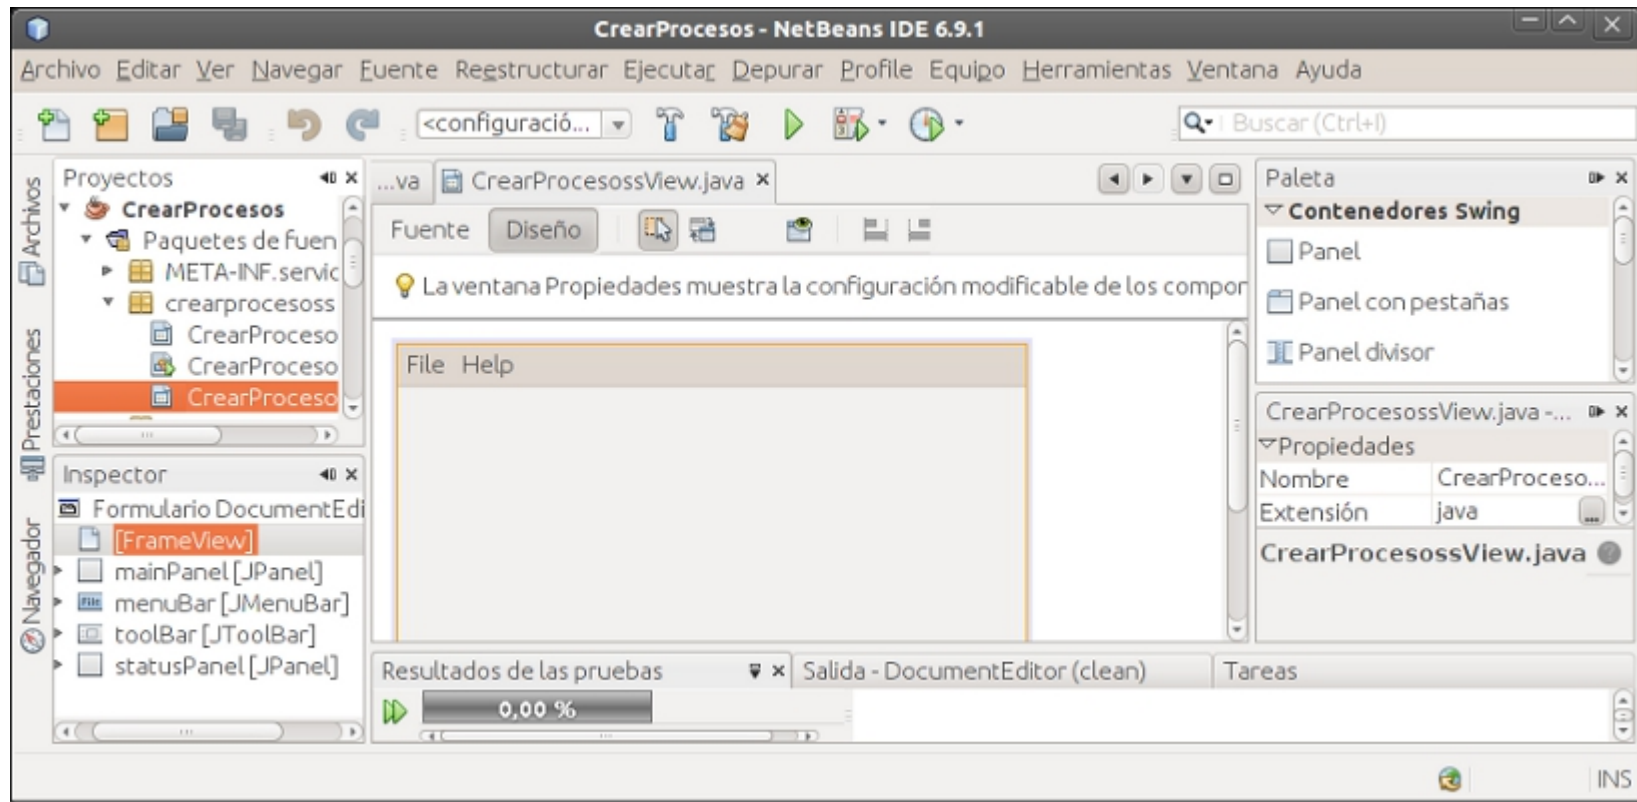 CrearProcesos - NetBeans IDE 6.9.1
Archivo Editar Ver Navegar Fuente Reestructurar Ejecutar Depurar Profile Equipo Herramientas Ventana Ayuda
<configuració... Buscar (Ctrl+I)
Archivos
Prestaciones
Navegador
Proyectos
CrearProcesos
Paquetes de fuen
META-INF.servic
crearprocesoss
CrearProceso
CrearProceso
CrearProceso
Inspector
Formulario DocumentEdi
[FrameView]
mainPanel [JPanel]
menuBar [JMenuBar]
toolBar [JToolBar]
statusPanel [JPanel]
...va CrearProcesossView.java
Fuente Diseño
La ventana Propiedades muestra la configuración modificable de los compor
File Help
Resultados de las pruebas Salida - DocumentEditor (clean) Tareas
0,00 %
Paleta
Contenedores Swing
Panel
Panel con pestañas
Panel divisor
CrearProcesossView.java -...
Propiedades
Nombre CrearProceso...
Extensión java ...
CrearProcesossView.java
INS